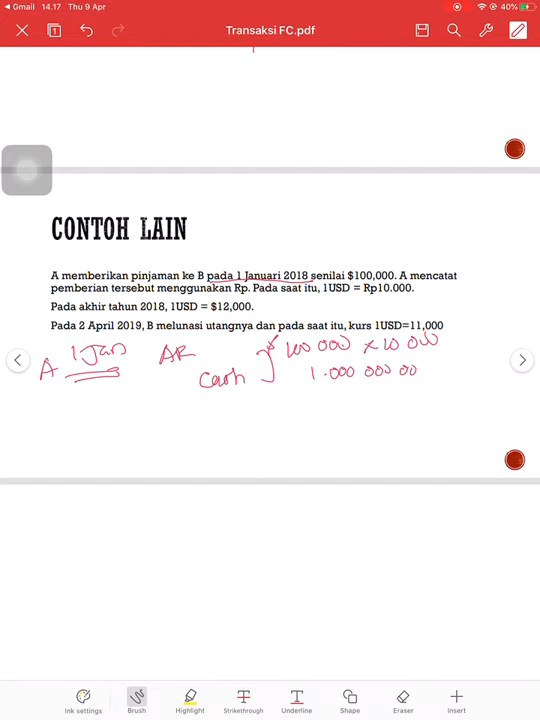 Gmail 14.17 Thu 9 Apr 40%
Transaksi FC.pdf
CONTOH LAIN
A memberikan pinjaman ke B pada 1 Januari 2018 senilai $100,000. A mencatat
pemberian tersebut menggunakan Rp. Pada saat itu, 1USD = Rp10.000.
Pada akhir tahun 2018, 1USD = $12,000.
Pada 2 April 2019, B melunasi utangnya dan pada saat itu, kurs 1USD=11,000
A 1 Jan AR $ 100 000 x 10 000
Cash 1.000 000 00
Ink settings Brush Highlight Strikethrough Underline Shape Eraser Insert